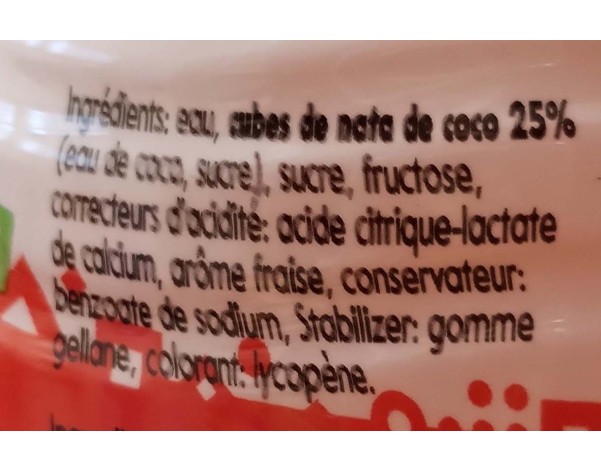 Ingrédients: eau, cubes de nata de coco 25%
(eau de coco, sucre), sucre, fructose,
correcteurs d'acidité: acide citrique-lactate
de calcium, arôme fraise, conservateur:
benzoate de sodium, Stabilizer: gomme
gellane, colorant: lycopène.